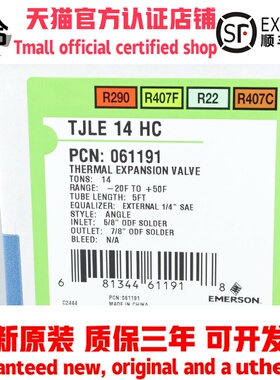 天猫官方认证店铺
Tmall official certified shop
SF EX
顺丰
R290 R407F R22 R407C
TJLE 14 HC
PCN: 061191
THERMAL EXPANSION VALVE
TONS: 14
RANGE: -20F TO +50F
TUBE LENGTH: 5FT
EQUALIZER: EXTERNAL 1/4" SAE
STYLE: ANGLE
INLET: 5/8" ODF SOLDER
OUTLET: 7/8" ODF SOLDER
BLEED: N/A
6 81344 61191 8
EMERSON
C2444
PCN:061191
MADE IN CHINA
新原装 质保三年 可开发
uaranteed new, original and a uthent